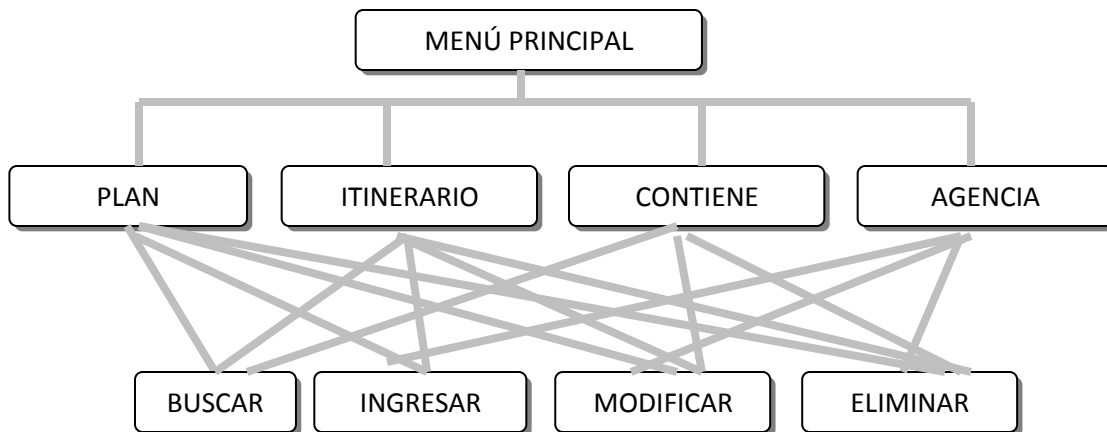 MENÚ PRINCIPAL
PLAN
ITINERARIO
CONTIENE
AGENCIA
BUSCAR
INGRESAR
MODIFICAR
ELIMINAR